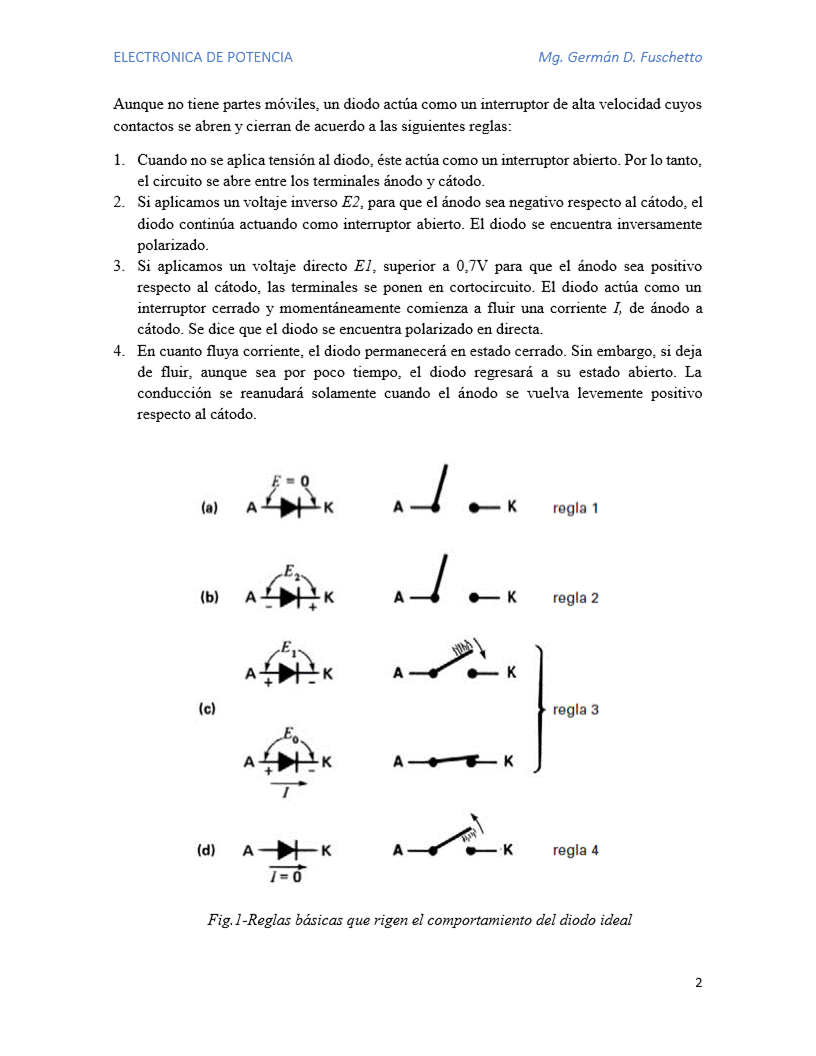 ELECTRONICA DE POTENCIA Mg. Germán D. Fuschetto
Aunque no tiene partes móviles, un diodo actúa como un interruptor de alta velocidad cuyos
contactos se abren y cierran de acuerdo a las siguientes reglas:
1. Cuando no se aplica tensión al diodo, éste actúa como un interruptor abierto. Por lo tanto,
el circuito se abre entre los terminales ánodo y cátodo.
2. Si aplicamos un voltaje inverso E2, para que el ánodo sea negativo respecto al cátodo, el
diodo continúa actuando como interruptor abierto. El diodo se encuentra inversamente
polarizado.
3. Si aplicamos un voltaje directo E1, superior a 0,7V para que el ánodo sea positivo
respecto al cátodo, las terminales se ponen en cortocircuito. El diodo actúa como un
interruptor cerrado y momentáneamente comienza a fluir una corriente I, de ánodo a
cátodo. Se dice que el diodo se encuentra polarizado en directa.
4. En cuanto fluya corriente, el diodo permanecerá en estado cerrado. Sin embargo, si deja
de fluir, aunque sea por poco tiempo, el diodo regresará a su estado abierto. La
conducción se reanudará solamente cuando el ánodo se vuelva levemente positivo
respecto al cátodo.
E = 0
(a) A K A K regla 1
E₂
(b) A K A K regla 2
- +
E₁
A K A K
+ -
(c) regla 3
E₀
A K A K
+ -
I
(d) A K A K regla 4
I = 0
Fig.1-Reglas básicas que rigen el comportamiento del diodo ideal
2